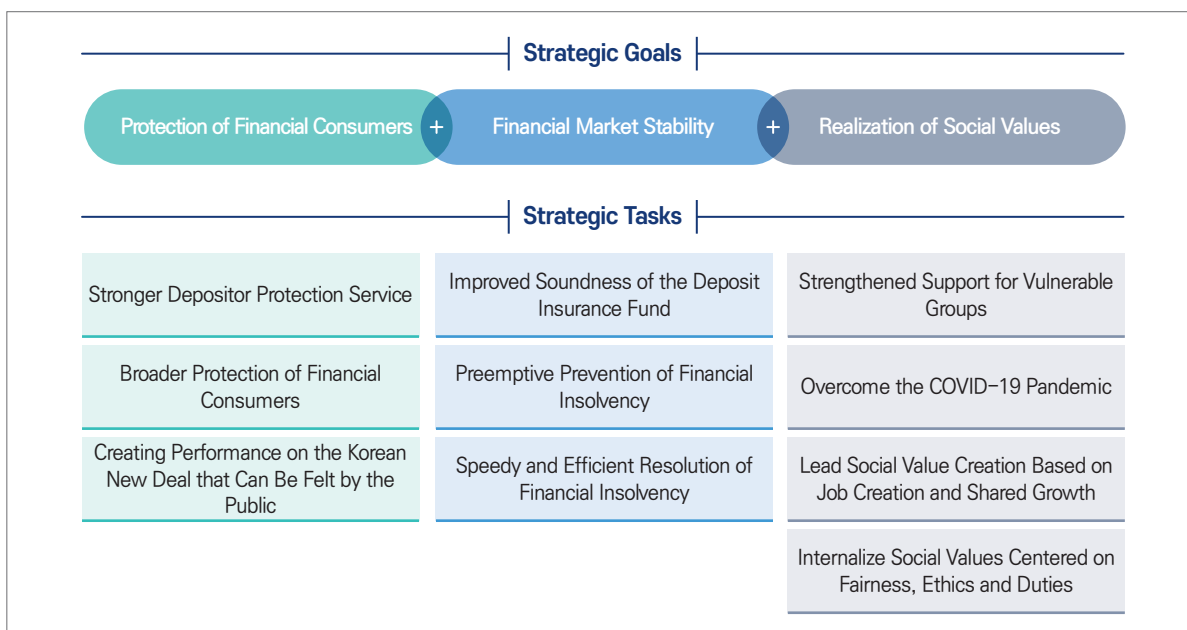 Strategic Goals
Protection of Financial Consumers + Financial Market Stability + Realization of Social Values
Strategic Tasks
Stronger Depositor Protection Service
Broader Protection of Financial
Consumers
Creating Performance on the Korean
New Deal that Can Be Felt by the
Public
Improved Soundness of the Deposit
Insurance Fund
Preemptive Prevention of Financial
Insolvency
Speedy and Efficient Resolution of
Financial Insolvency
Strengthened Support for Vulnerable
Groups
Overcome the COVID-19 Pandemic
Lead Social Value Creation Based on
Job Creation and Shared Growth
Internalize Social Values Centered on
Fairness, Ethics and Duties